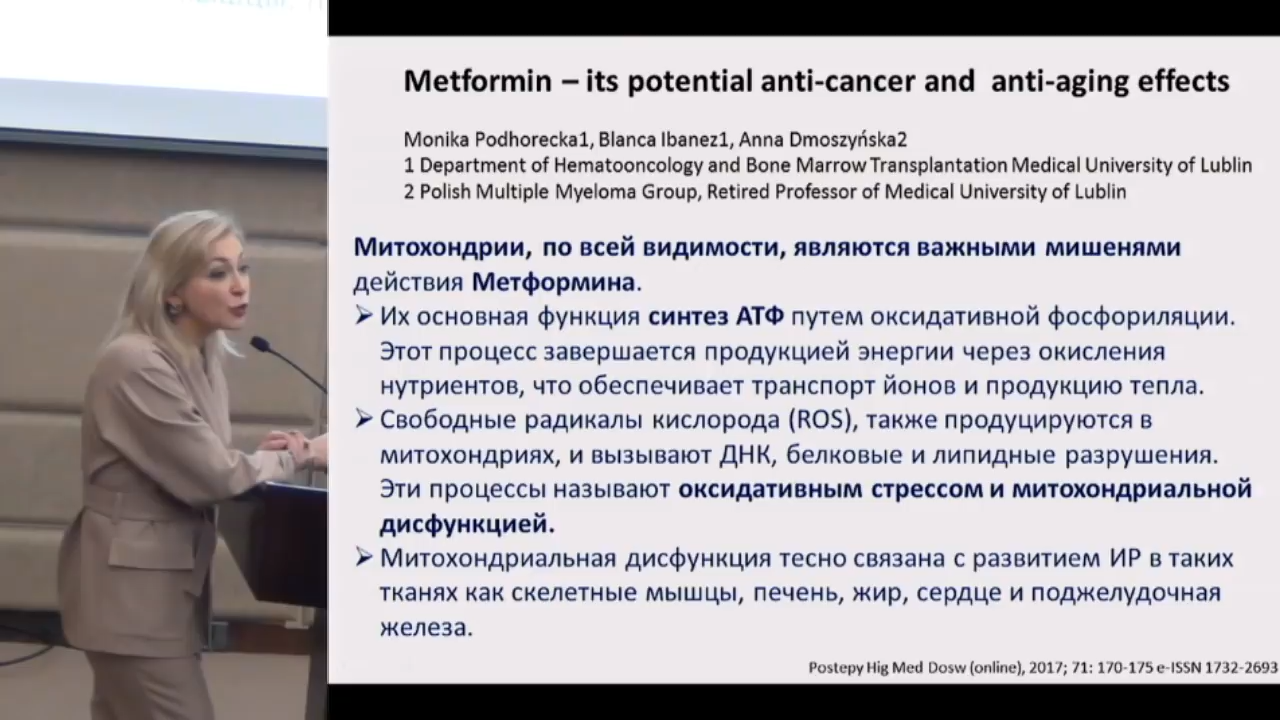 Metformin – its potential anti-cancer and anti-aging effects
Monika Podhorecka1, Blanca Ibanez1, Anna Dmoszyńska2
1 Department of Hematooncology and Bone Marrow Transplantation Medical University of Lublin
2 Polish Multiple Myeloma Group, Retired Professor of Medical University of Lublin
Митохондрии, по всей видимости, являются важными мишенями
действия Метформина.
➢ Их основная функция синтез АТФ путем оксидативной фосфориляции.
Этот процесс завершается продукцией энергии через окисления
нутриентов, что обеспечивает транспорт йонов и продукцию тепла.
➢ Свободные радикалы кислорода (ROS), также продуцируются в
митохондриях, и вызывают ДНК, белковые и липидные разрушения.
Эти процессы называют оксидативным стрессом и митохондриальной
дисфункцией.
➢ Митохондриальная дисфункция тесно связана с развитием ИР в таких
тканях как скелетные мышцы, печень, жир, сердце и поджелудочная
железа.
Postepy Hig Med Dosw (online), 2017; 71: 170-175 e-ISSN 1732-2693